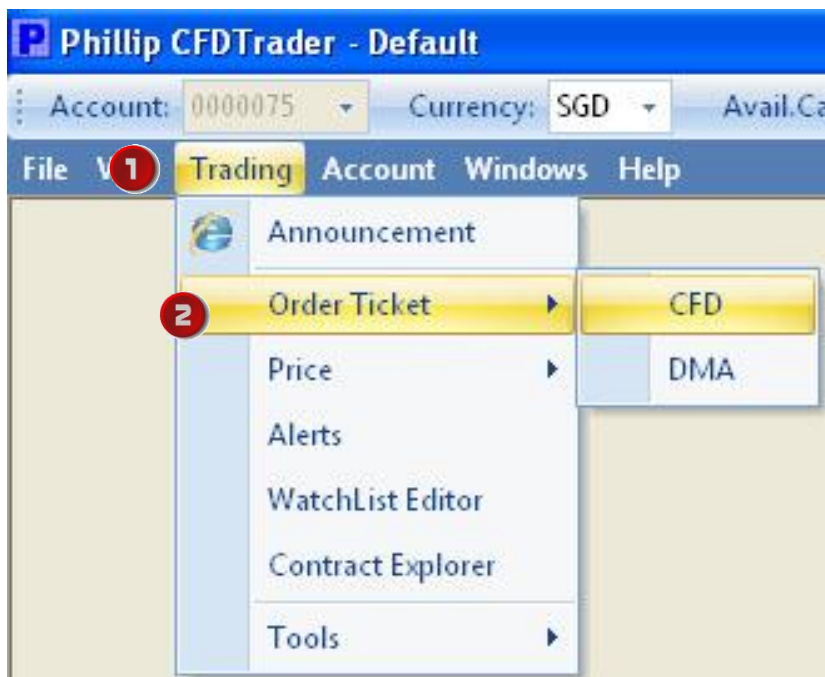 P Phillip CFDTrader - Default
Account: 0000075 Currency: SGD Avail.Ca
File V 1 Trading Account Windows Help
Announcement
2 Order Ticket CFD
Price DMA
Alerts
WatchList Editor
Contract Explorer
Tools